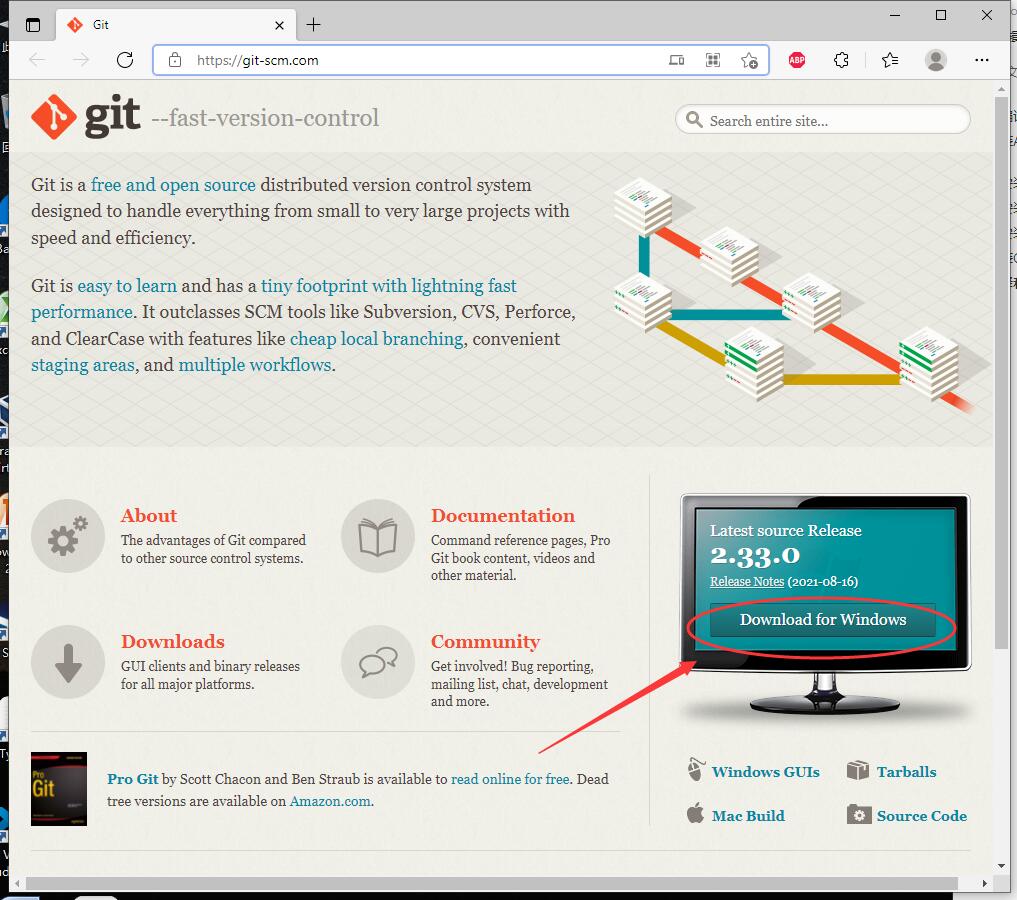 Git
https://git-scm.com
ABP
git --fast-version-control
Search entire site...
Git is a free and open source distributed version control system
designed to handle everything from small to very large projects with
speed and efficiency.
Git is easy to learn and has a tiny footprint with lightning fast
performance. It outclasses SCM tools like Subversion, CVS, Perforce,
and ClearCase with features like cheap local branching, convenient
staging areas, and multiple workflows.
About
The advantages of Git compared
to other source control systems.
Documentation
Command reference pages, Pro
Git book content, videos and
other material.
Downloads
GUI clients and binary releases
for all major platforms.
Community
Get involved! Bug reporting,
mailing list, chat, development
and more.
Latest source Release
2.33.0
Release Notes (2021-08-16)
Download for Windows
Windows GUIs
Tarballs
Mac Build
Source Code
Pro
Git
Pro Git by Scott Chacon and Ben Straub is available to read online for free. Dead
tree versions are available on Amazon.com.